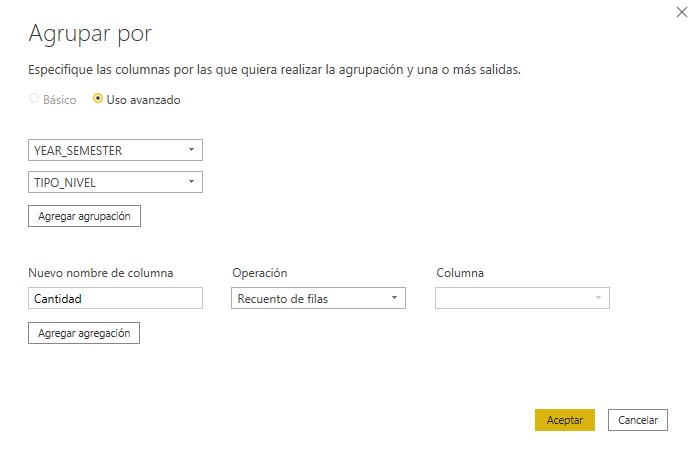 Agrupar por
Especifique las columnas por las que quiera realizar la agrupación y una o más salidas.
Básico Uso avanzado
YEAR_SEMESTER
TIPO_NIVEL
Agregar agrupación
Nuevo nombre de columna Operación Columna
Cantidad Recuento de filas
Agregar agregación
Aceptar Cancelar